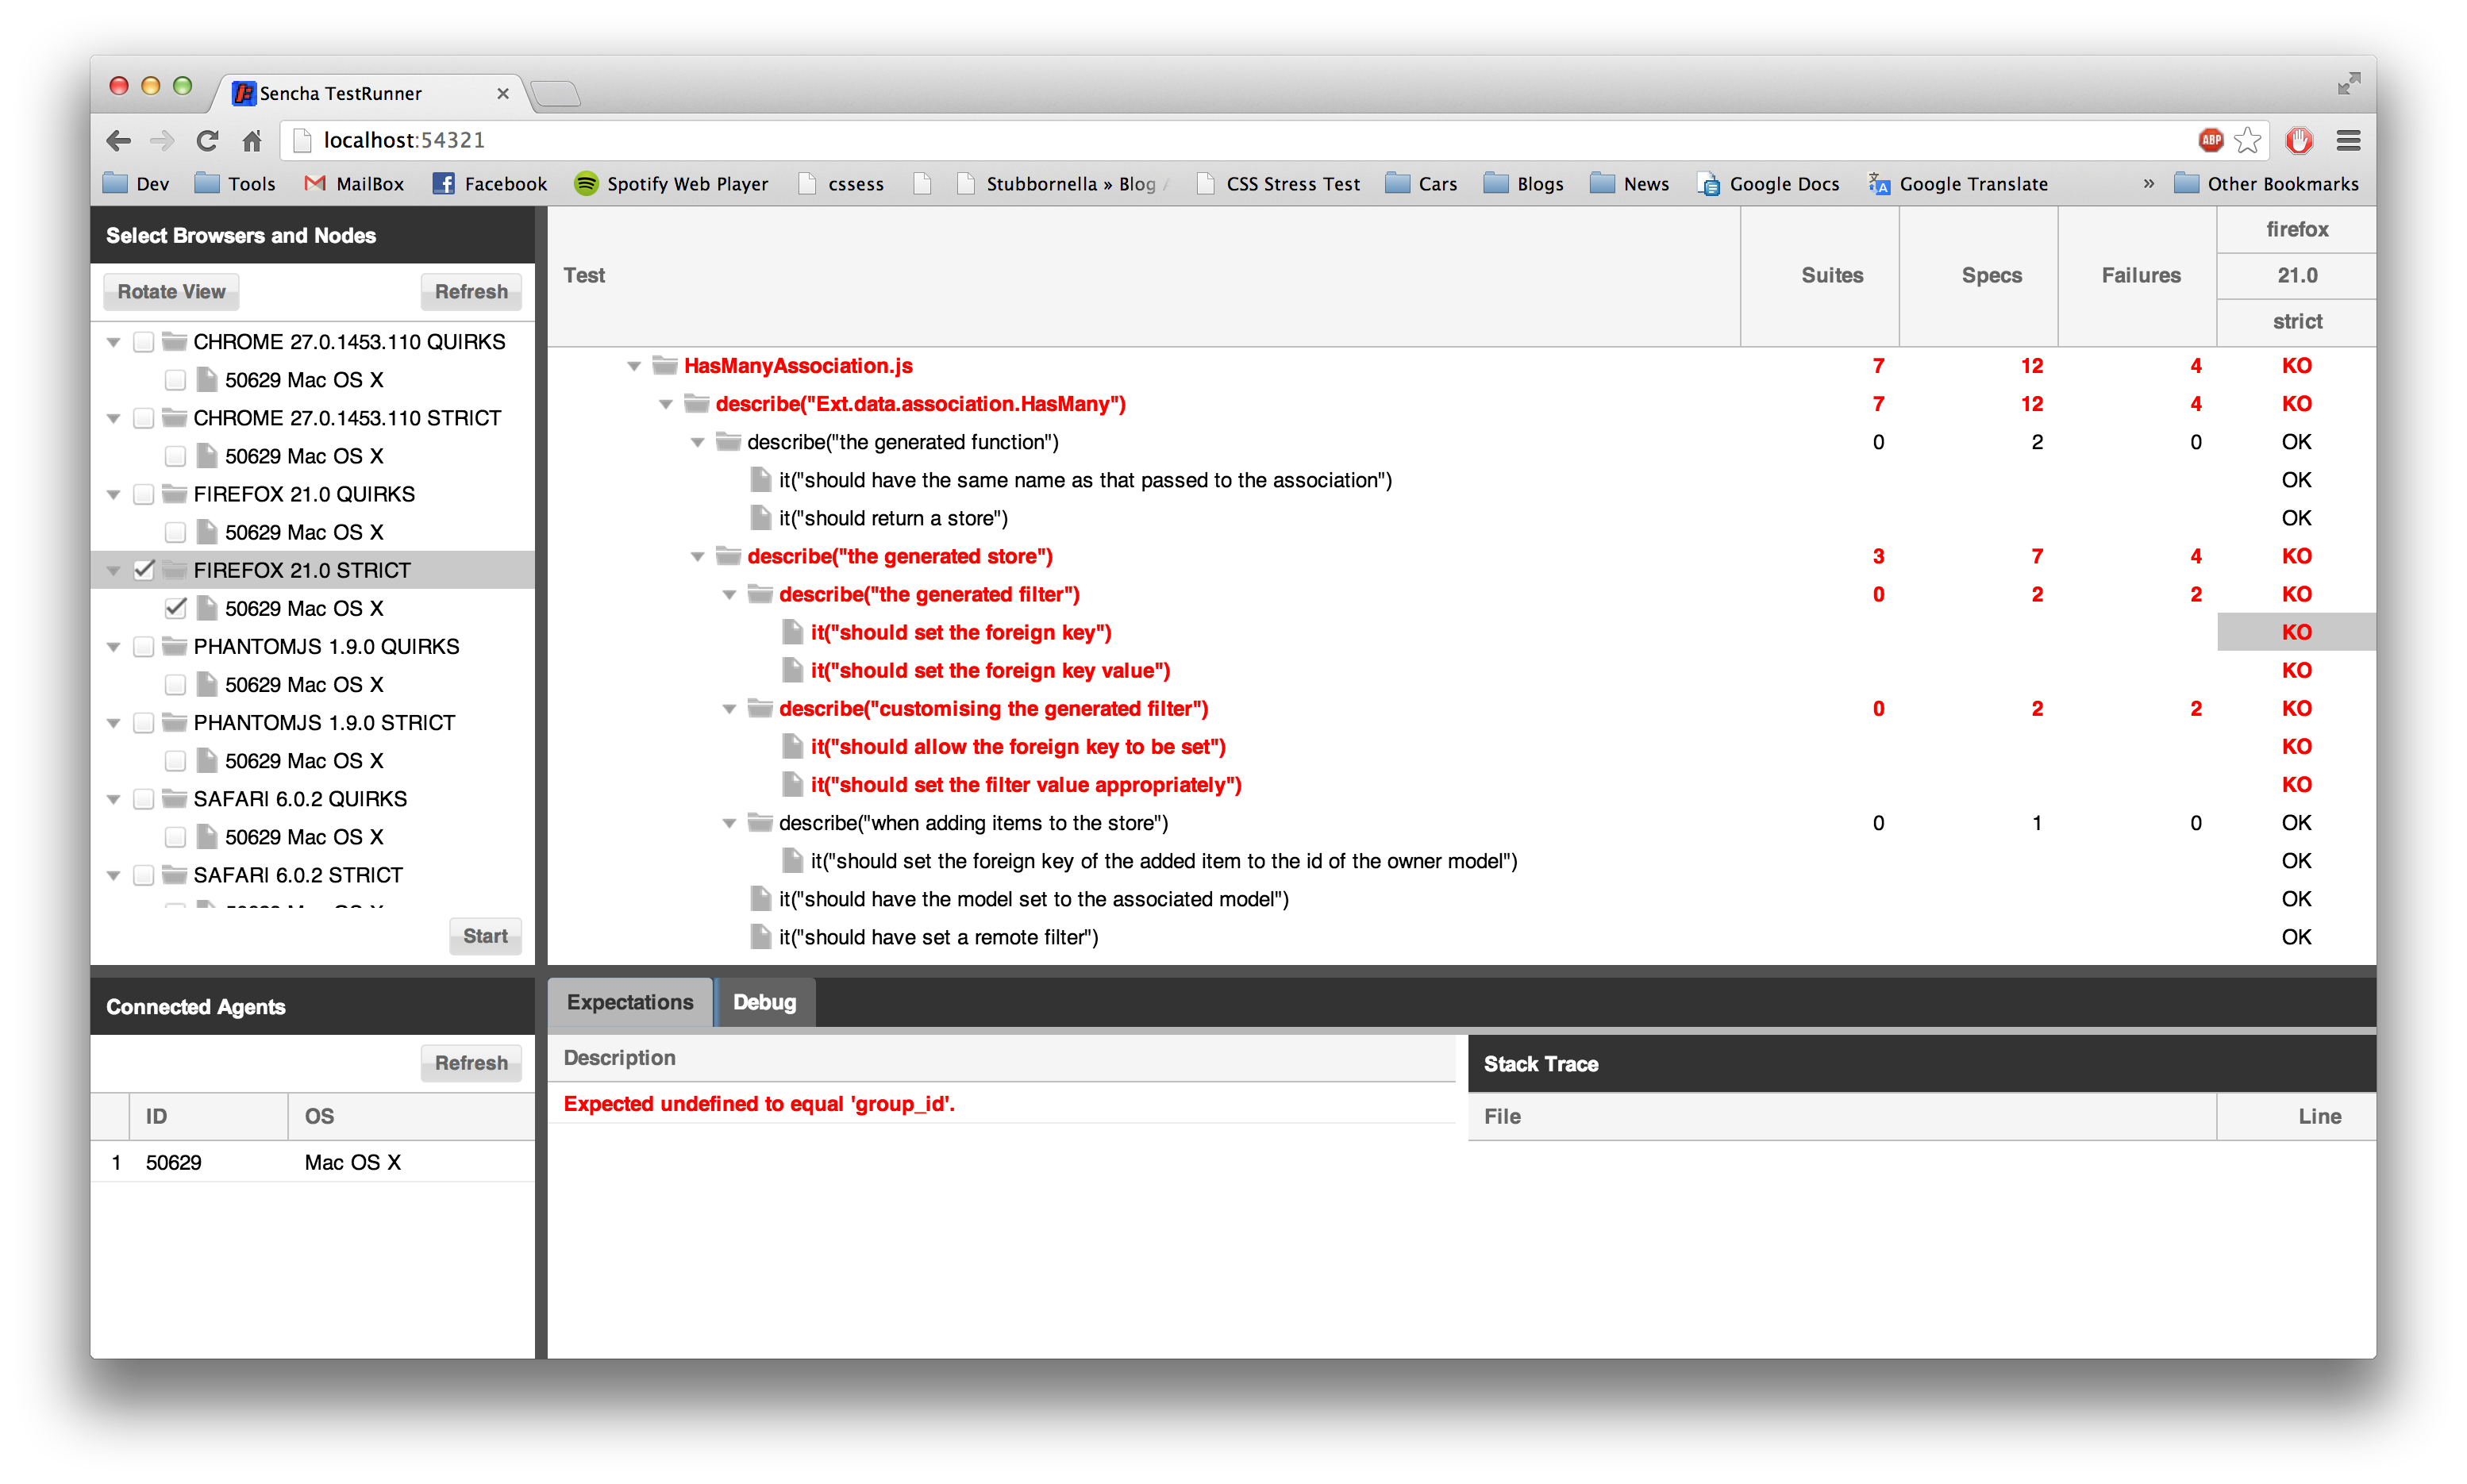 Sencha TestRunner
localhost:54321
ABP
Dev Tools MailBox Facebook Spotify Web Player cssess Stubbornella » Blog CSS Stress Test Cars Blogs News Google Docs Google Translate » Other Bookmarks
Select Browsers and Nodes
Rotate View Refresh
CHROME 27.0.1453.110 QUIRKS
50629 Mac OS X
CHROME 27.0.1453.110 STRICT
50629 Mac OS X
FIREFOX 21.0 QUIRKS
50629 Mac OS X
FIREFOX 21.0 STRICT
50629 Mac OS X
PHANTOMJS 1.9.0 QUIRKS
50629 Mac OS X
PHANTOMJS 1.9.0 STRICT
50629 Mac OS X
SAFARI 6.0.2 QUIRKS
50629 Mac OS X
SAFARI 6.0.2 STRICT
50629 Mac OS X
Start
Test Suites Specs Failures
firefox
21.0
strict
HasManyAssociation.js 7 12 4 KO
describe("Ext.data.association.HasMany") 7 12 4 KO
describe("the generated function") 0 2 0 OK
it("should have the same name as that passed to the association") OK
it("should return a store") OK
describe("the generated store") 3 7 4 KO
describe("the generated filter") 0 2 2 KO
it("should set the foreign key") KO
it("should set the foreign key value") KO
describe("customising the generated filter") 0 2 2 KO
it("should allow the foreign key to be set") KO
it("should set the filter value appropriately") KO
describe("when adding items to the store") 0 1 0 OK
it("should set the foreign key of the added item to the id of the owner model") OK
it("should have the model set to the associated model") OK
it("should have set a remote filter") OK
Connected Agents
Refresh
ID OS
1 50629 Mac OS X
Expectations Debug
Description
Expected undefined to equal 'group_id'.
Stack Trace
File Line